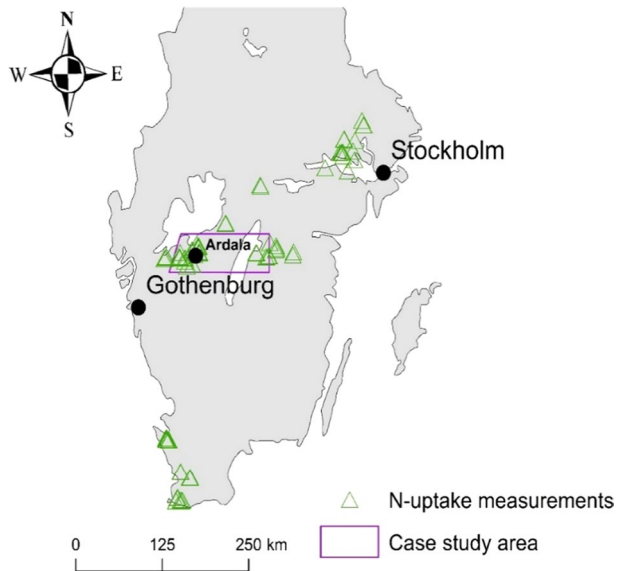 N
W E
S
Stockholm
Ardala
Gothenburg
N-uptake measurements
Case study area
0 125 250 km